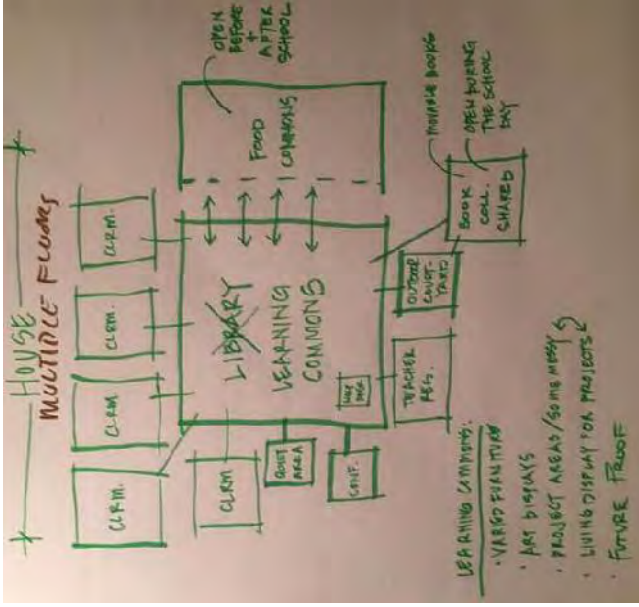 HOUSE
MULTIPLE FLOORS
CLRM.
CLRM.
CLRM.
CLRM.
CLRM.
LIBRARY
LEARNING
COMMONS
FOOD
COMMONS
OPEN
BEFORE
+
AFTER
SCHOOL
QUIET
AREA
CONF.
TEACHER
RES.
OUTDOOR
COURT-
YARD
BOOK
COLL.
SHARED
MOVABLE BOOKS
OPEN DURING
THE SCHOOL
DAY
LEARNING COMMONS:
· VARIED FURNITURE
· ART DISPLAYS
· PROJECT AREAS/SOME MESSY
· LIVING DISPLAY FOR PROJECTS
· FUTURE PROOF